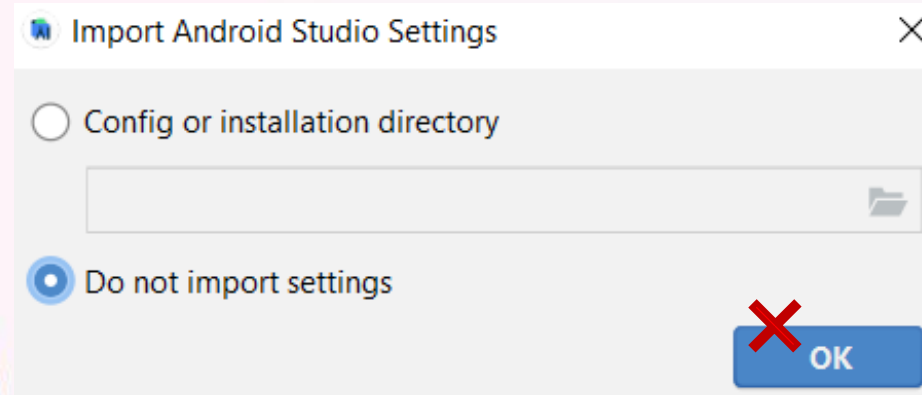 Import Android Studio Settings
Config or installation directory
Do not import settings
OK